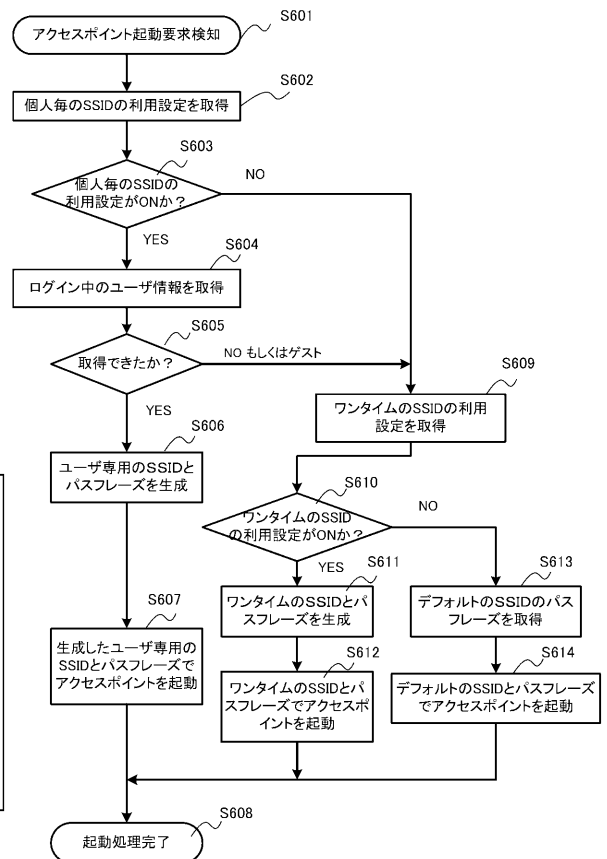 S601
アクセスポイント起動要求検知
S602
個人毎のSSIDの利用設定を取得
S603
個人毎のSSIDの
利用設定がONか？
NO
YES
S604
ログイン中のユーザ情報を取得
S605
取得できたか？
NO もしくはゲスト
YES
S606
ユーザ専用のSSIDと
パスフレーズを生成
S607
生成したユーザ専用の
SSIDとパスフレーズで
アクセスポイントを起動
S609
ワンタイムのSSIDの利用
設定を取得
S610
ワンタイムのSSID
の利用設定がONか？
NO
YES
S611
ワンタイムのSSIDとパ
スフレーズを生成
S612
ワンタイムのSSIDとパ
スフレーズでアクセスポ
イントを起動
S613
デフォルトのSSIDのパス
フレーズを取得
S614
デフォルトのSSIDとパスフレーズ
でアクセスポイントを起動
S608
起動処理完了